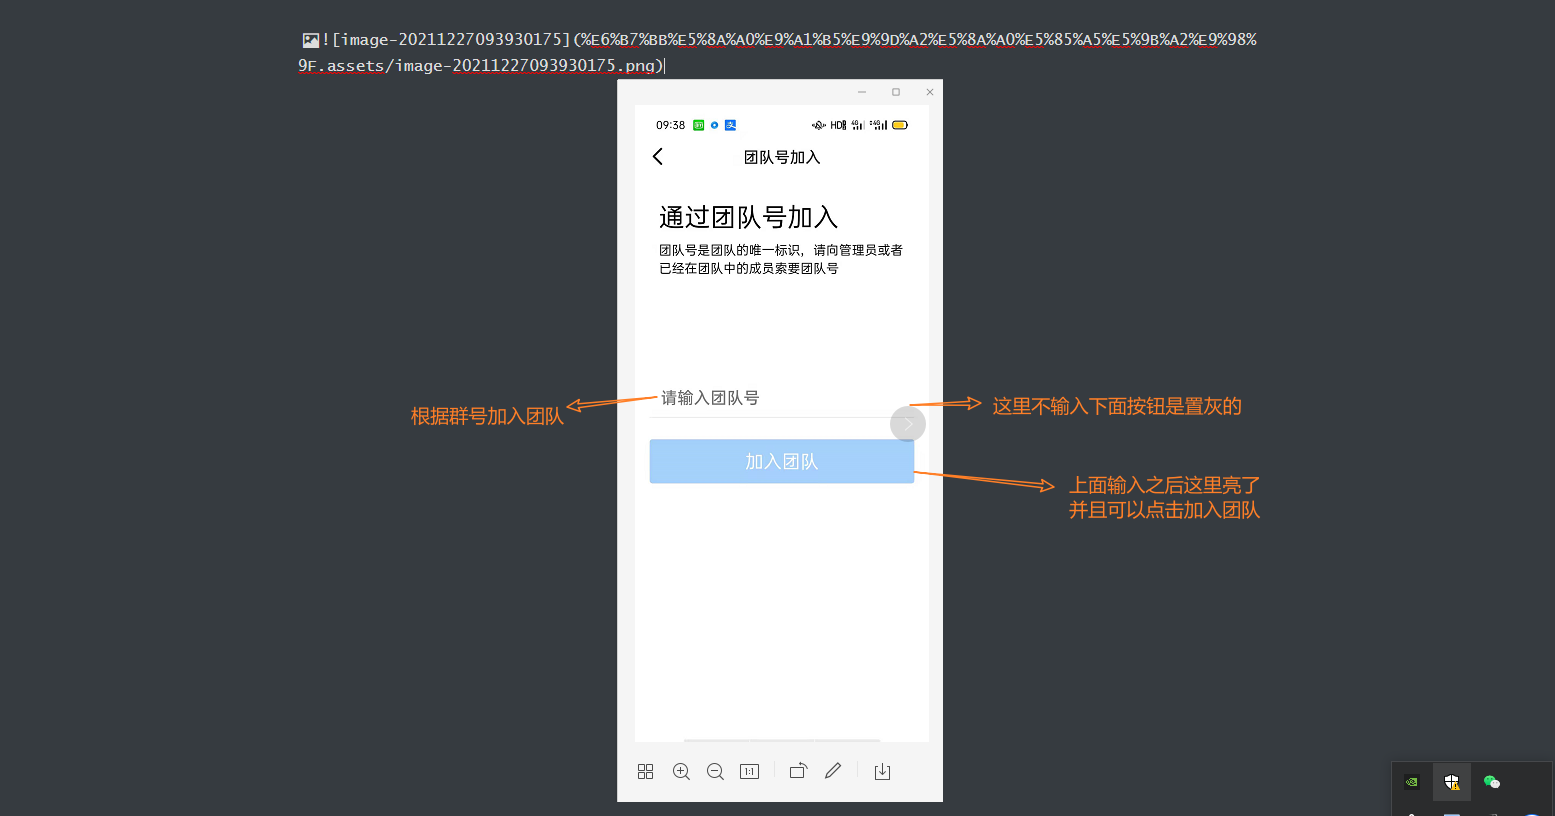 ![image-20211227093930175](%E6%B7%BB%E5%8A%A0%E9%A1%B5%E9%9D%A2%E5%8A%A0%E5%85%A5%E5%9B%A2%E9%98%
9F.assets/image-20211227093930175.png)
09:38
团队号加入
通过团队号加入
团队号是团队的唯一标识，请向管理员或者
已经在团队中的成员索要团队号
请输入团队号
根据群号加入团队
这里不输入下面按钮是置灰的
加入团队
上面输入之后这里亮了
并且可以点击加入团队
1:1